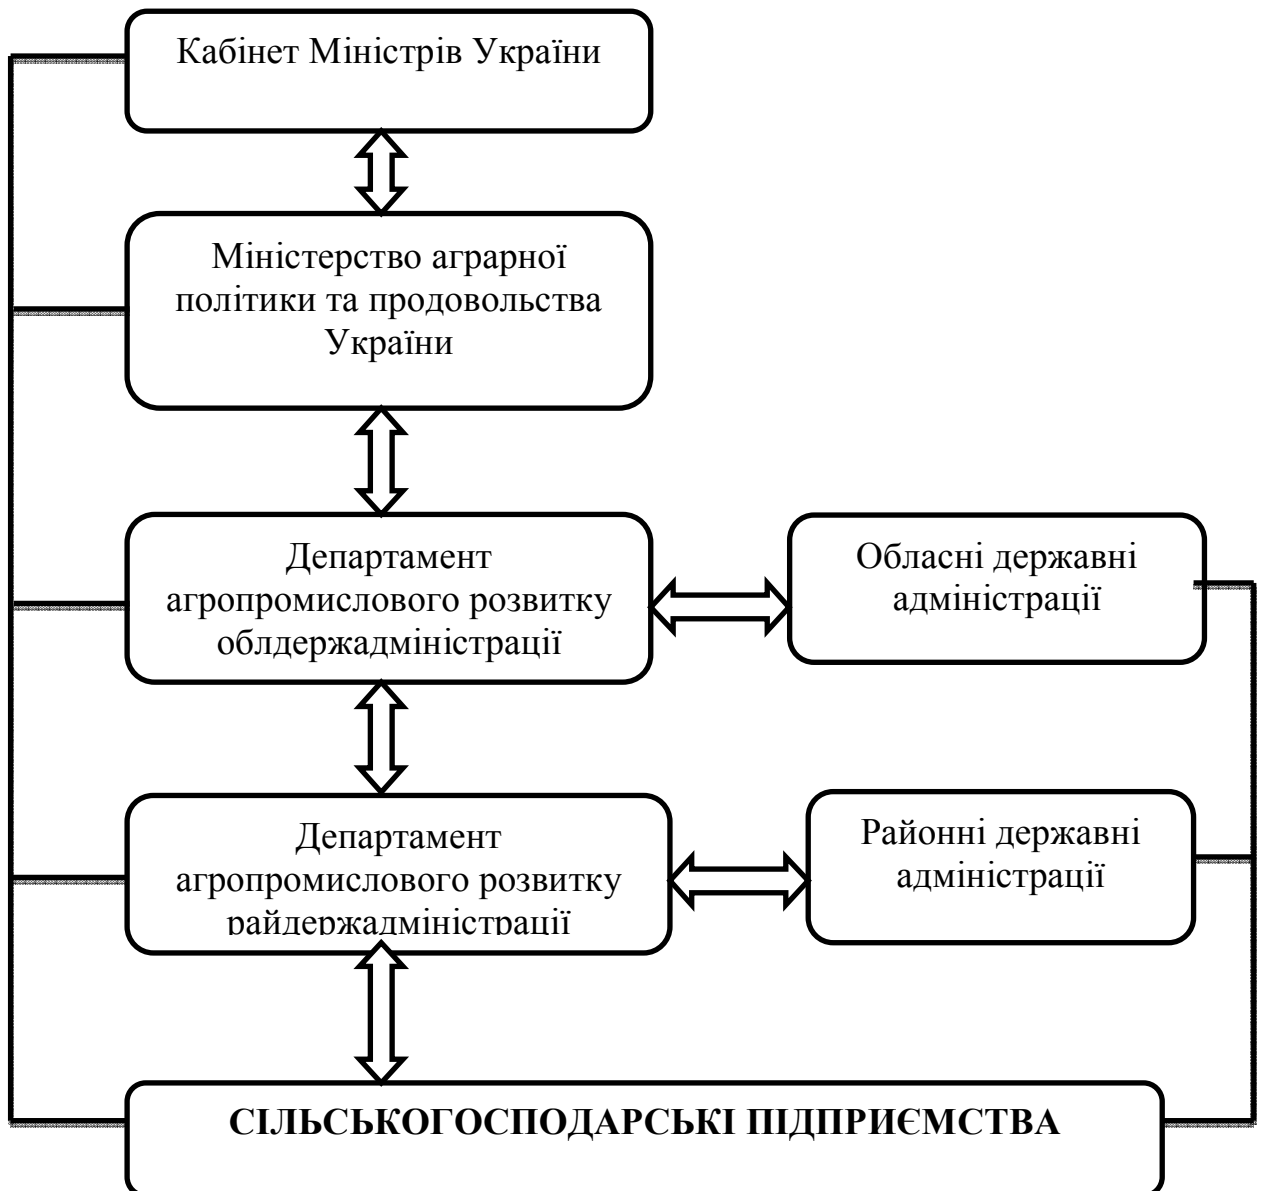 Кабінет Міністрів України
Міністерство аграрної
політики та продовольства
України
Департамент
агропромислового розвитку
облдержадміністрації
Обласні державні
адміністрації
Департамент
агропромислового розвитку
райдержадміністрації
Районні державні
адміністрації
СІЛЬСЬКОГОСПОДАРСЬКІ ПІДПРИЄМСТВА